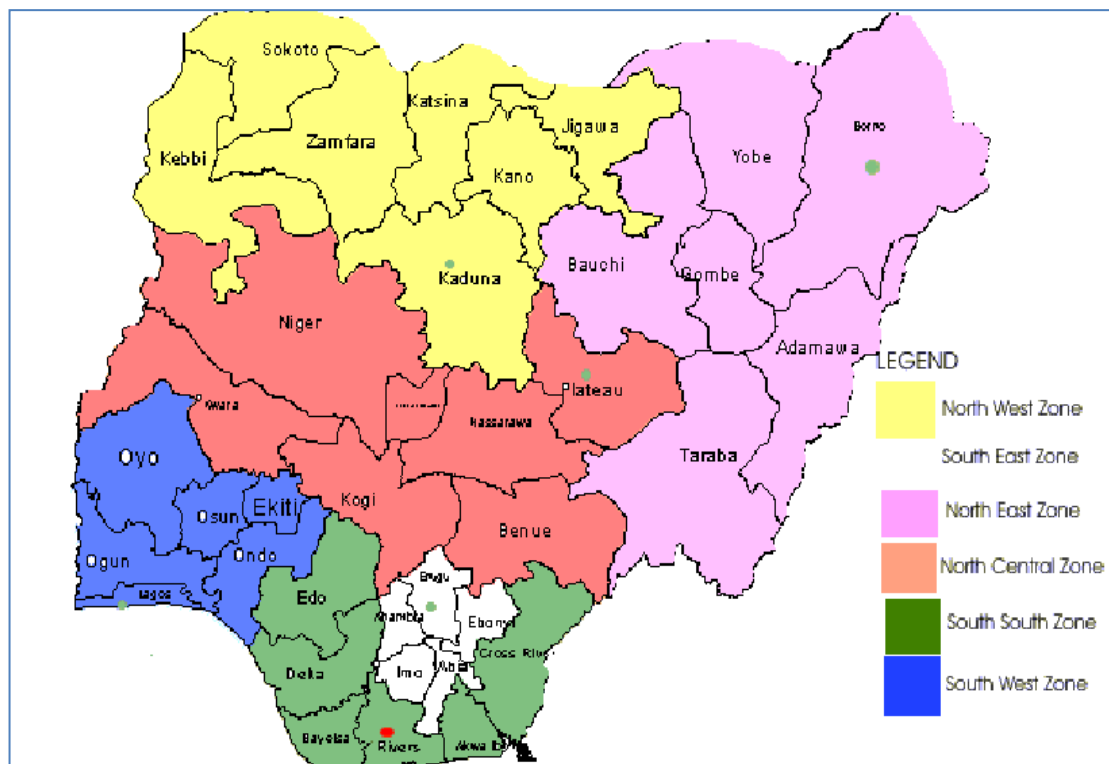 Sokoto
Katsina
Jigawa
Borno
Zamfara
Kebbi
Yobe
Kano
Bauchi
Gombe
Kaduna
Niger
Adamawa
LEGEND
Plateau
Kwara
North West Zone
Nassarawa
Oyo
Taraba
South East Zone
Kogi
Ekiti
Osun
North East Zone
Benue
Ondo
Ogun
North Central Zone
Enugu
Lagos
Edo
Anambra
Ebonyi
South South Zone
Cross River
Delta
Imo
Abia
South West Zone
Bayelsa
Rivers
Akwa Ib